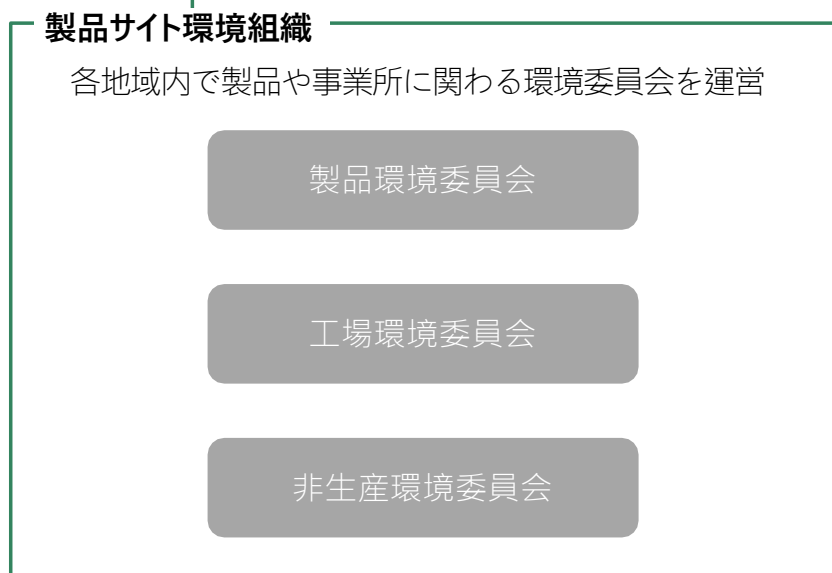 製品サイト環境組織
各地域内で製品や事業所に関わる環境委員会を運営
製品環境委員会
工場環境委員会
非生産環境委員会